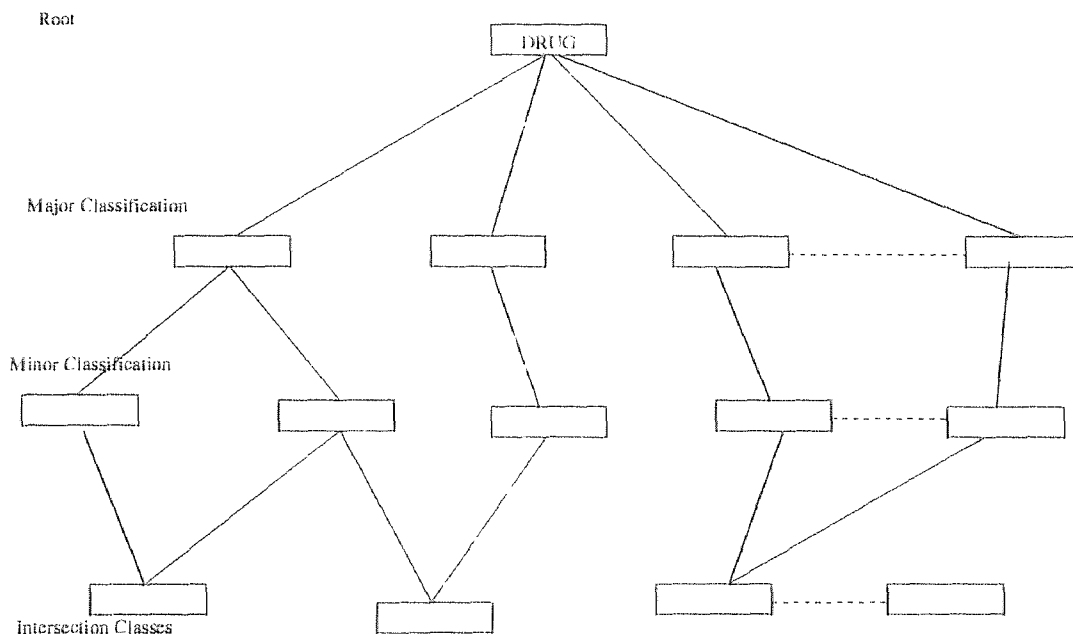 Root
DRUG
Major Classification
Minor Classification
Intersection Classes